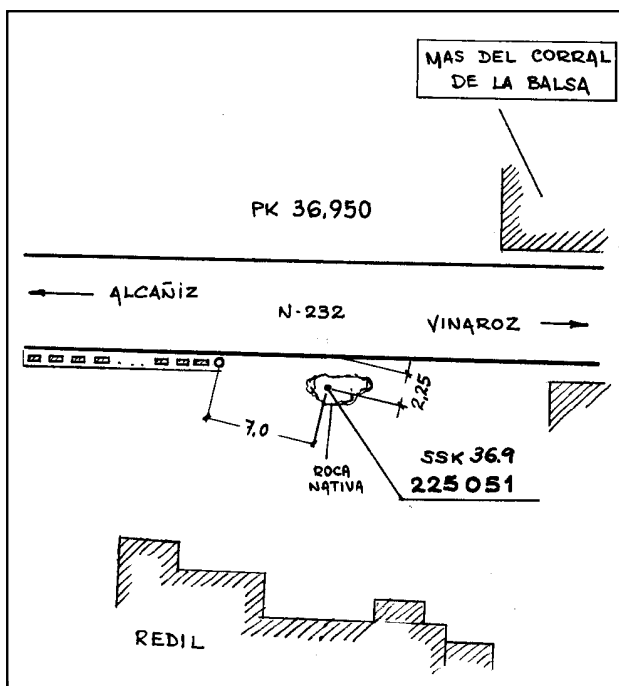 MAS DEL CORRAL
DE LA BALSA
PK 36,950
ALCAÑIZ
N-232
VINAROZ
2,25
7,0
ROCA
NATIVA
SSK 36.9
225051
REDIL